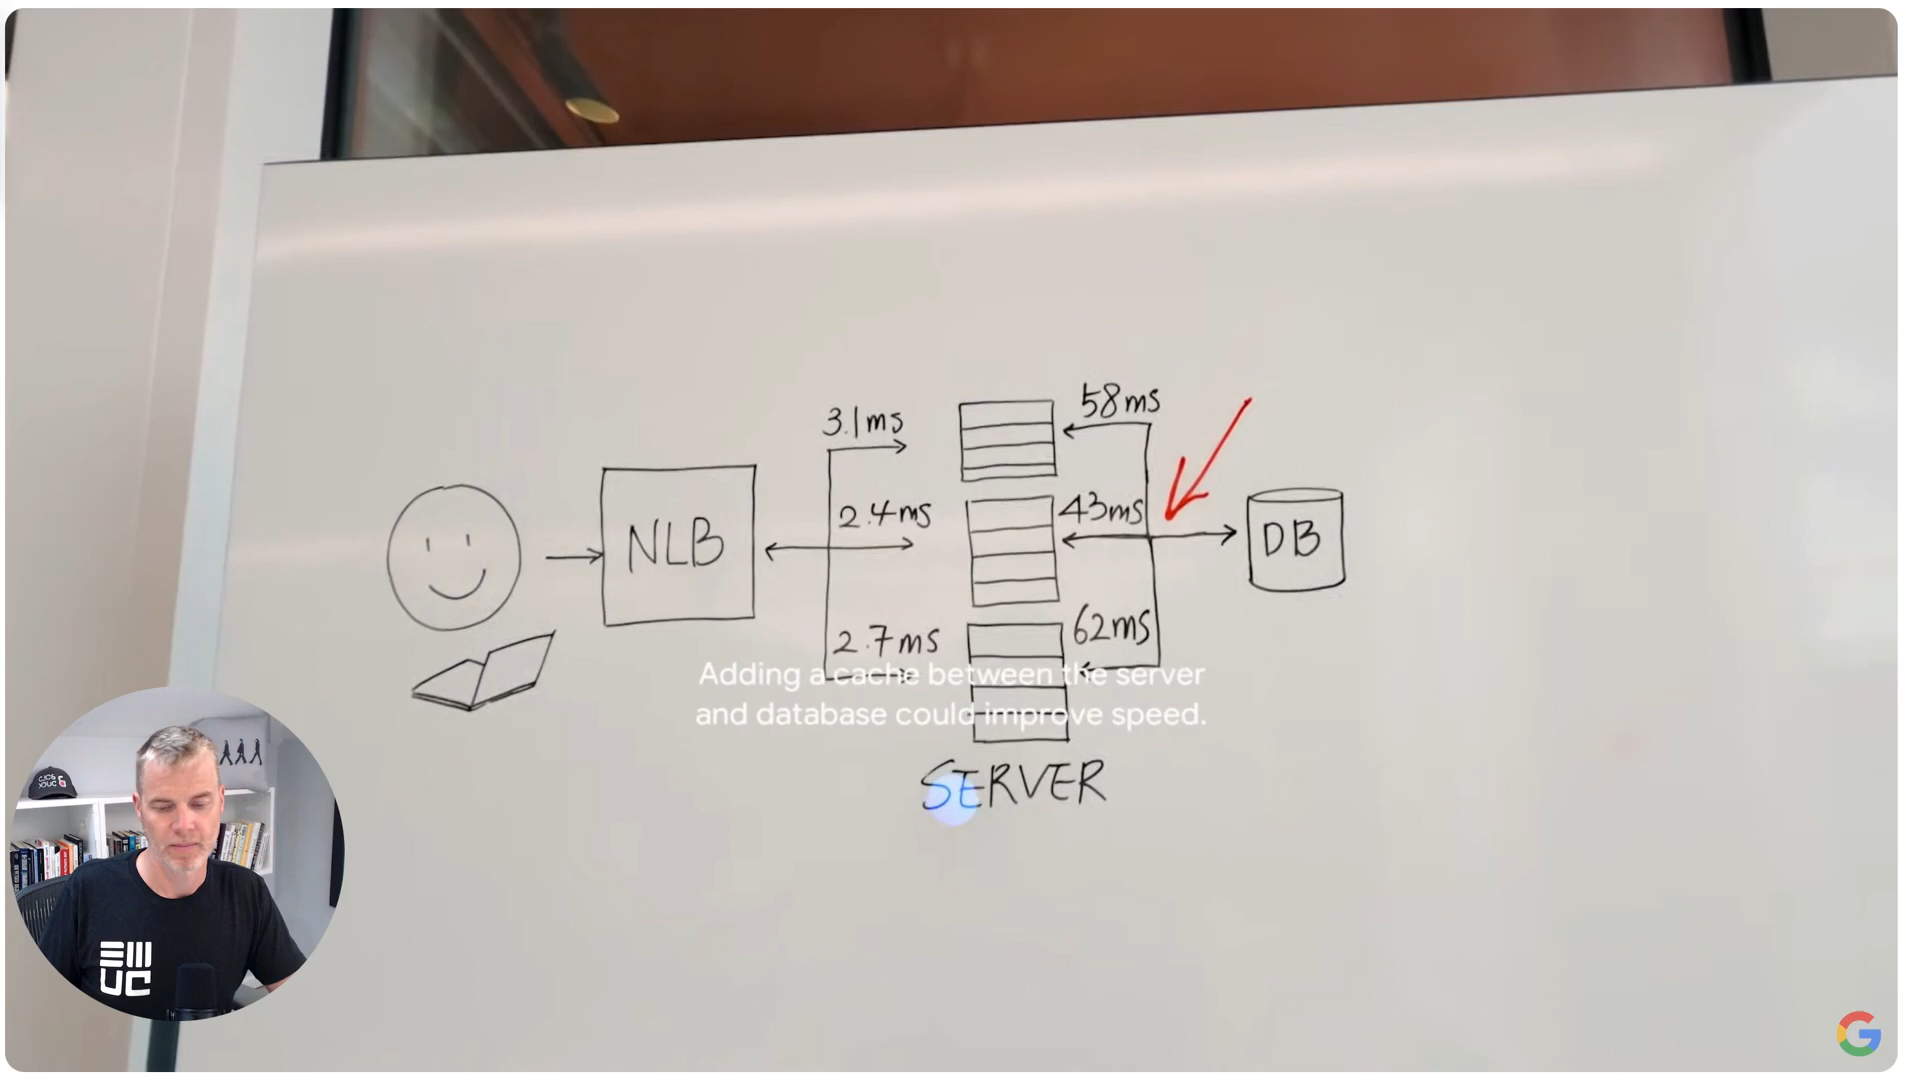 58ms
3.1ms
43ms
2.4ms
NLB
DB
62ms
2.7ms
Adding a cache between the server
and database could improve speed.
SERVER